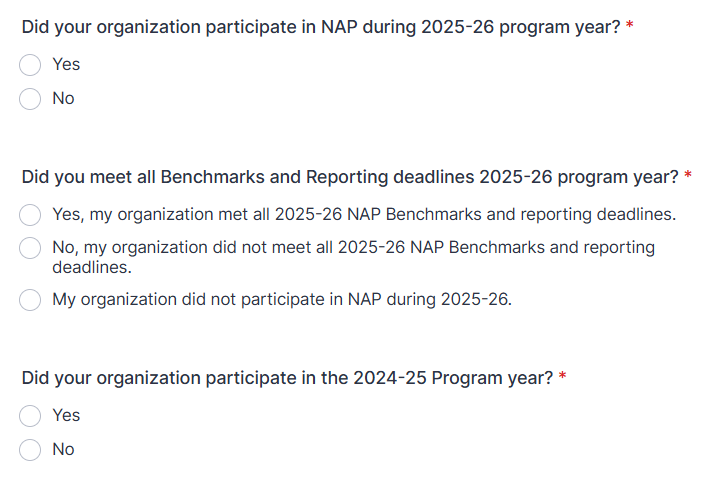 Did your organization participate in NAP during 2025-26 program year? *
Yes
No
Did you meet all Benchmarks and Reporting deadlines 2025-26 program year? *
Yes, my organization met all 2025-26 NAP Benchmarks and reporting deadlines.
No, my organization did not meet all 2025-26 NAP Benchmarks and reporting
deadlines.
My organization did not participate in NAP during 2025-26.
Did your organization participate in the 2024-25 Program year? *
Yes
No